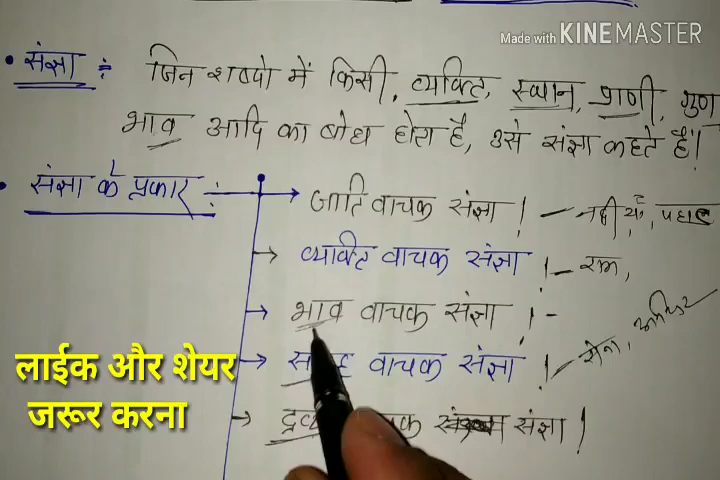 Made with KINEMASTER
संज्ञा :- जिन शब्दो में किसी, व्यक्ति, स्थान, प्राणी, गुण
भाव आदि का बोध होता है, उसे संज्ञा कहते हैं।
संज्ञा के प्रकार :- जाति वाचक संज्ञा! - नदीयाँ, पहाड़
व्यक्ति वाचक संज्ञा! - राम,
भाव वाचक संज्ञा! -
वाचक संज्ञा! - सेना,
संज्ञा!
लाईक और शेयर
जरूर करना